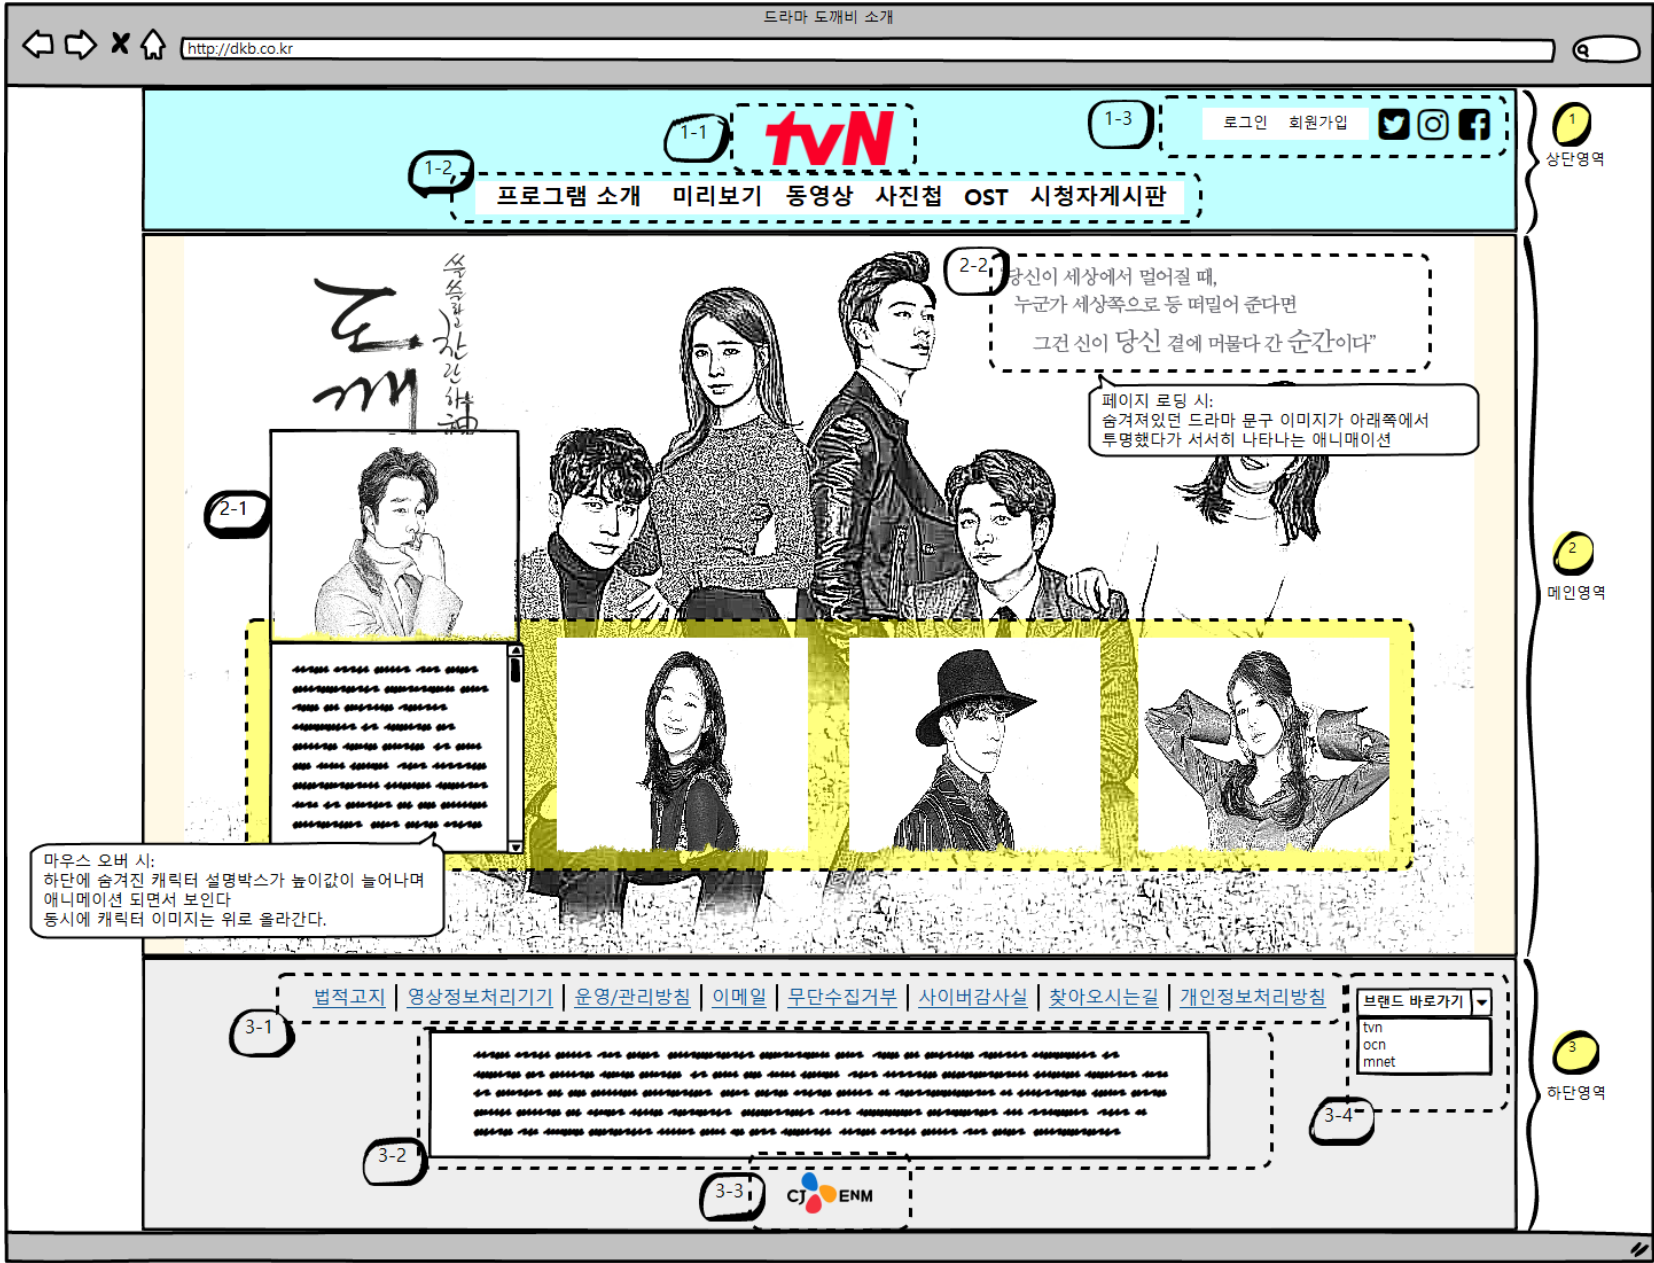 드라마 도깨비 소개
http://dkb.co.kr
1-1
tvN
1-3
로그인 회원가입
1
상단영역
1-2
프로그램 소개 미리보기 동영상 사진첩 OST 시청자게시판
도깨
쓸쓸하고 찬란하神
2-2
당신이 세상에서 멀어질 때,
누군가 세상쪽으로 등 떠밀어 준다면
그건 신이 당신 곁에 머물다 간 순간이다”
페이지 로딩 시:
숨겨져있던 드라마 문구 이미지가 아래쪽에서
투명했다가 서서히 나타나는 애니매이션
2-1
2
메인영역
마우스 오버 시:
하단에 숨겨진 캐릭터 설명박스가 높이값이 늘어나며
애니메이션 되면서 보인다
동시에 캐릭터 이미지는 위로 올라간다.
3-1
법적고지 | 영상정보처리기기 | 운영/관리방침 | 이메일 | 무단수집거부 | 사이버감사실 | 찾아오시는길 | 개인정보처리방침
브랜드 바로가기
tvn
ocn
mnet
3
하단영역
3-4
3-2
3-3
CJ ENM